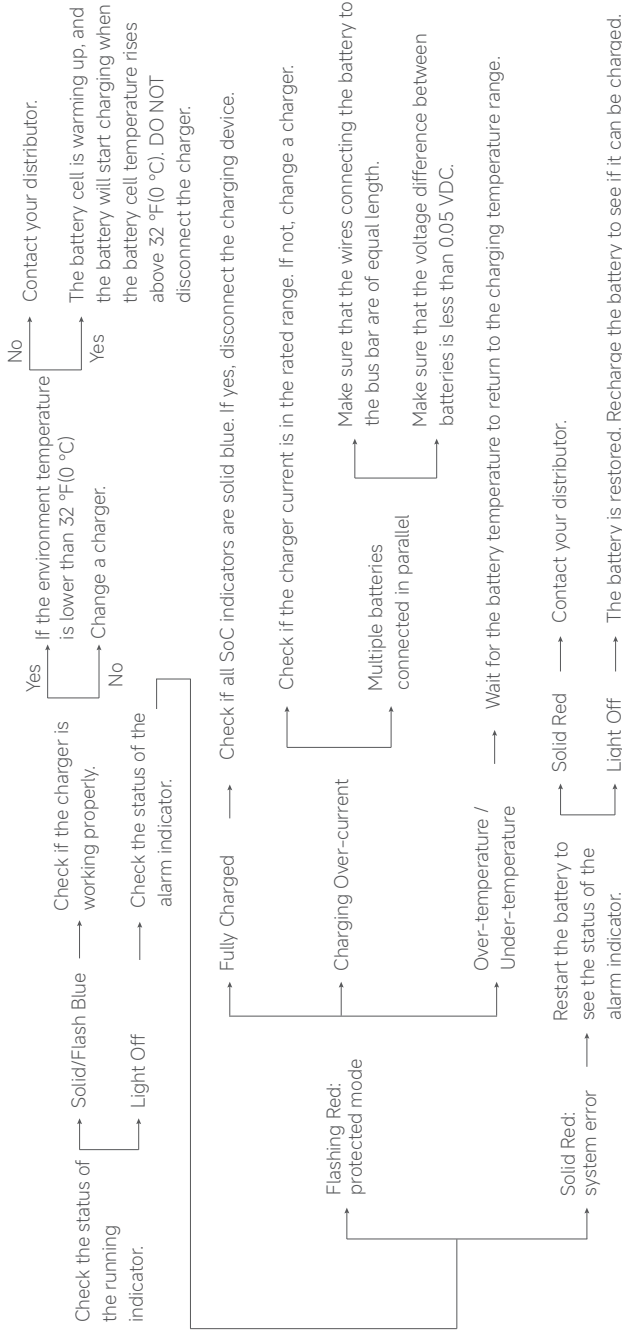 Check the status of
the running
indicator.
Solid/Flash Blue
Check if the charger is
working properly.
Yes
If the environment temperature
is lower than 32 °F(0 °C)
No
Contact your distributor.
Yes
The battery cell is warming up, and
the battery will start charging when
the battery cell temperature rises
above 32 °F(0 °C). DO NOT
disconnect the charger.
No
Change a charger.
Light Off
Check the status of the
alarm indicator.
Flashing Red:
protected mode
Fully Charged
Check if all SoC indicators are solid blue. If yes, disconnect the charging device.
Charging Over-current
Check if the charger current is in the rated range. If not, change a charger.
Multiple batteries
connected in parallel
Make sure that the wires connecting the battery to
the bus bar are of equal length.
Make sure that the voltage difference between
batteries is less than 0.05 VDC.
Over-temperature /
Under-temperature
Wait for the battery temperature to return to the charging temperature range.
Solid Red:
system error
Restart the battery to
see the status of the
alarm indicator.
Solid Red
Contact your distributor.
Light Off
The battery is restored. Recharge the battery to see if it can be charged.